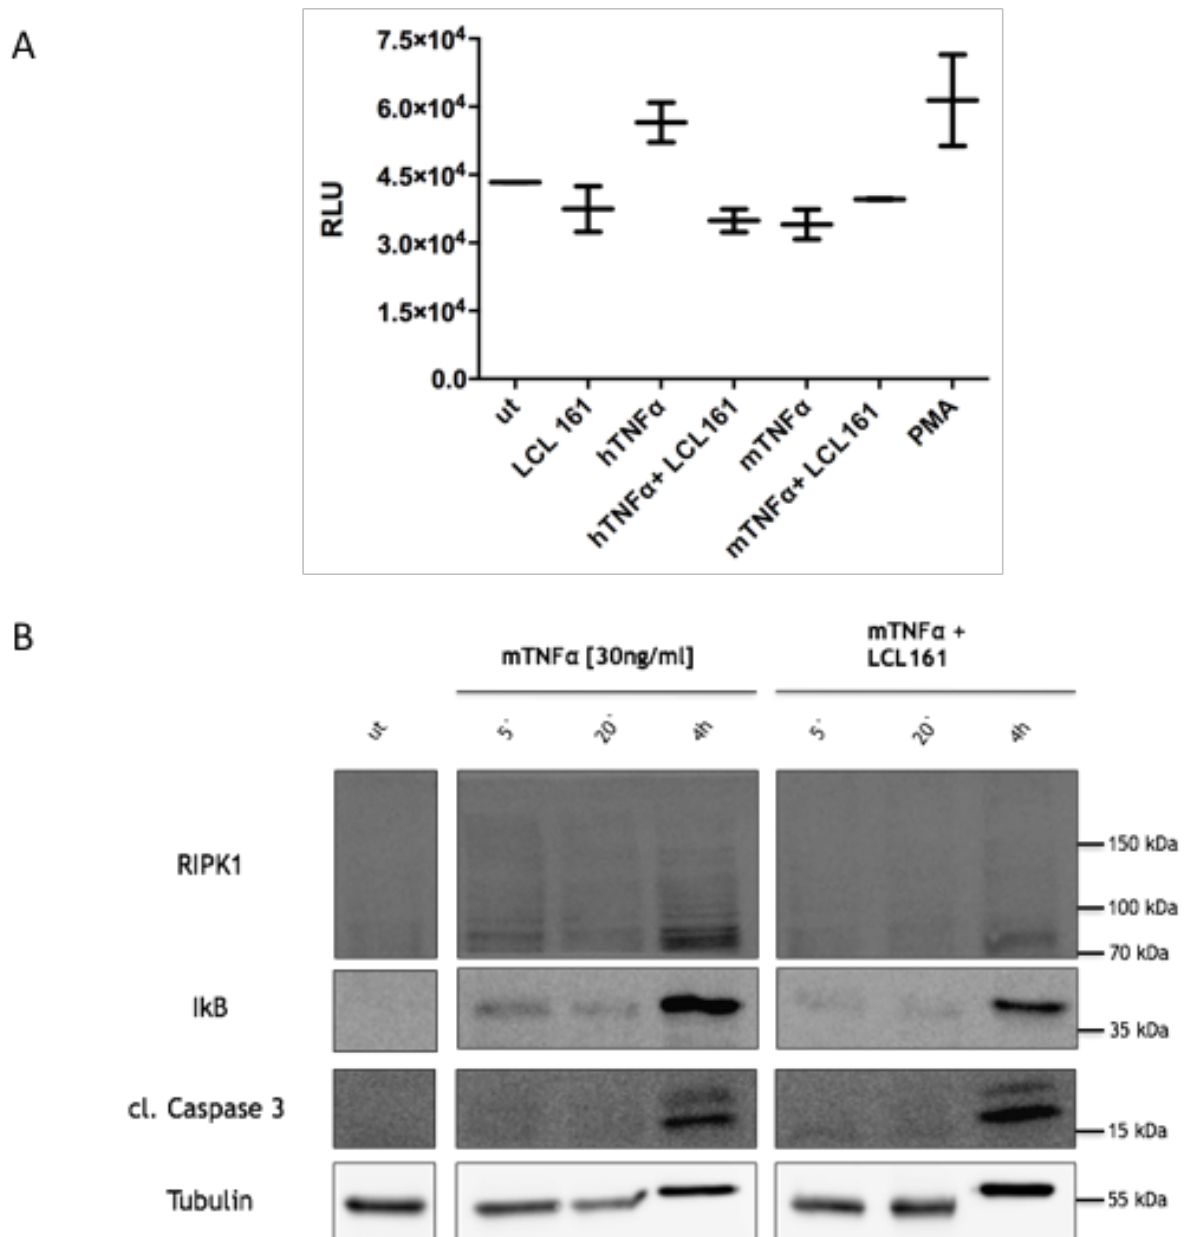 A
7.5×10⁴
6.0×10⁴
4.5×10⁴
3.0×10⁴
1.5×10⁴
0.0
RLU
ut
LCL 161
hTNFα
hTNFα+ LCL161
mTNFα
mTNFα+ LCL161
PMA
B
mTNFα [30ng/ml]
mTNFα +
LCL161
ut
5`
20`
4h
5`
20`
4h
RIPK1
150 kDa
100 kDa
70 kDa
IkB
35 kDa
cl. Caspase 3
15 kDa
Tubulin
55 kDa